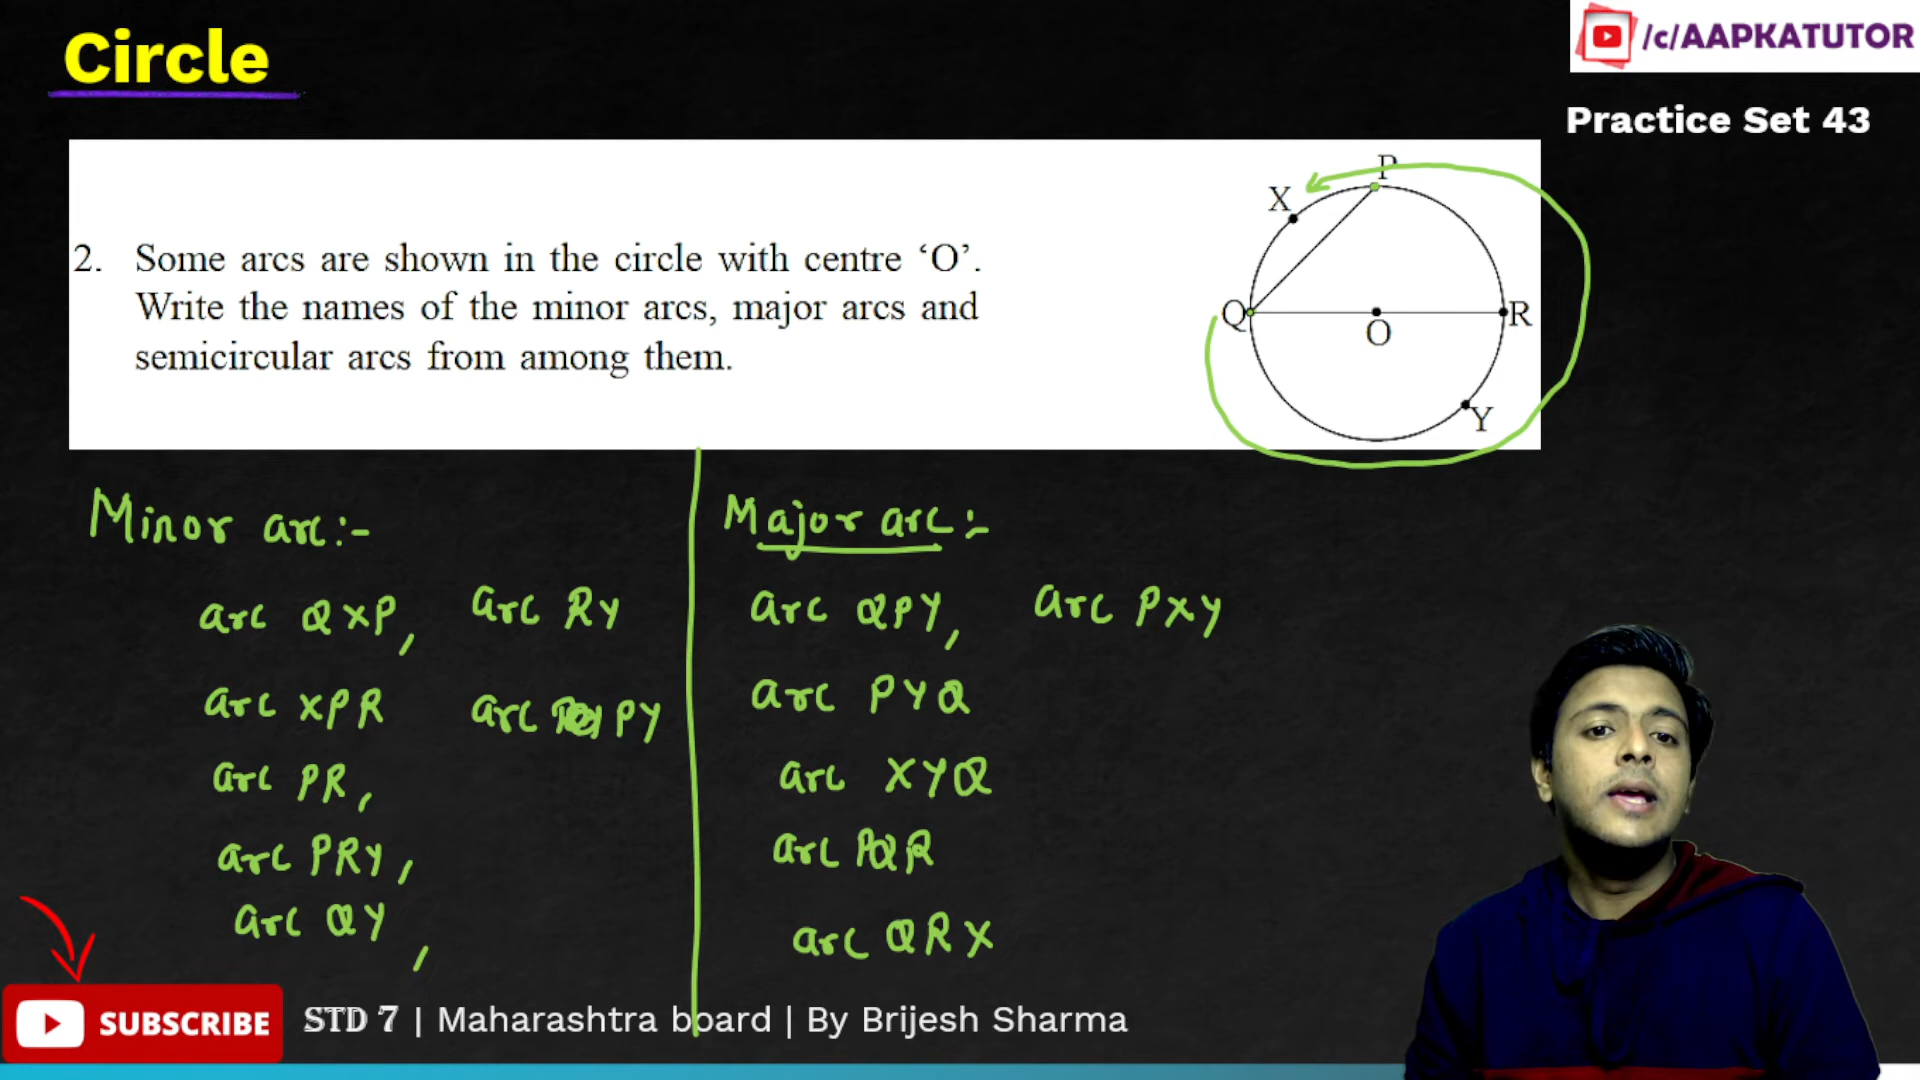 Circle
/c/AAPKATUTOR
Practice Set 43
2. Some arcs are shown in the circle with centre ‘O’.
Write the names of the minor arcs, major arcs and
semicircular arcs from among them.
P
X
Q
O
R
Y
Minor arc:-
arc QXP, arc RY
arc XPR arc PY
arc PR,
arc PRY,
arc QY,
Major arc:-
arc QPY, arc PXY
arc PYQ
arc XYQ
arc PQR
arc QRX
SUBSCRIBE
STD 7 | Maharashtra board | By Brijesh Sharma